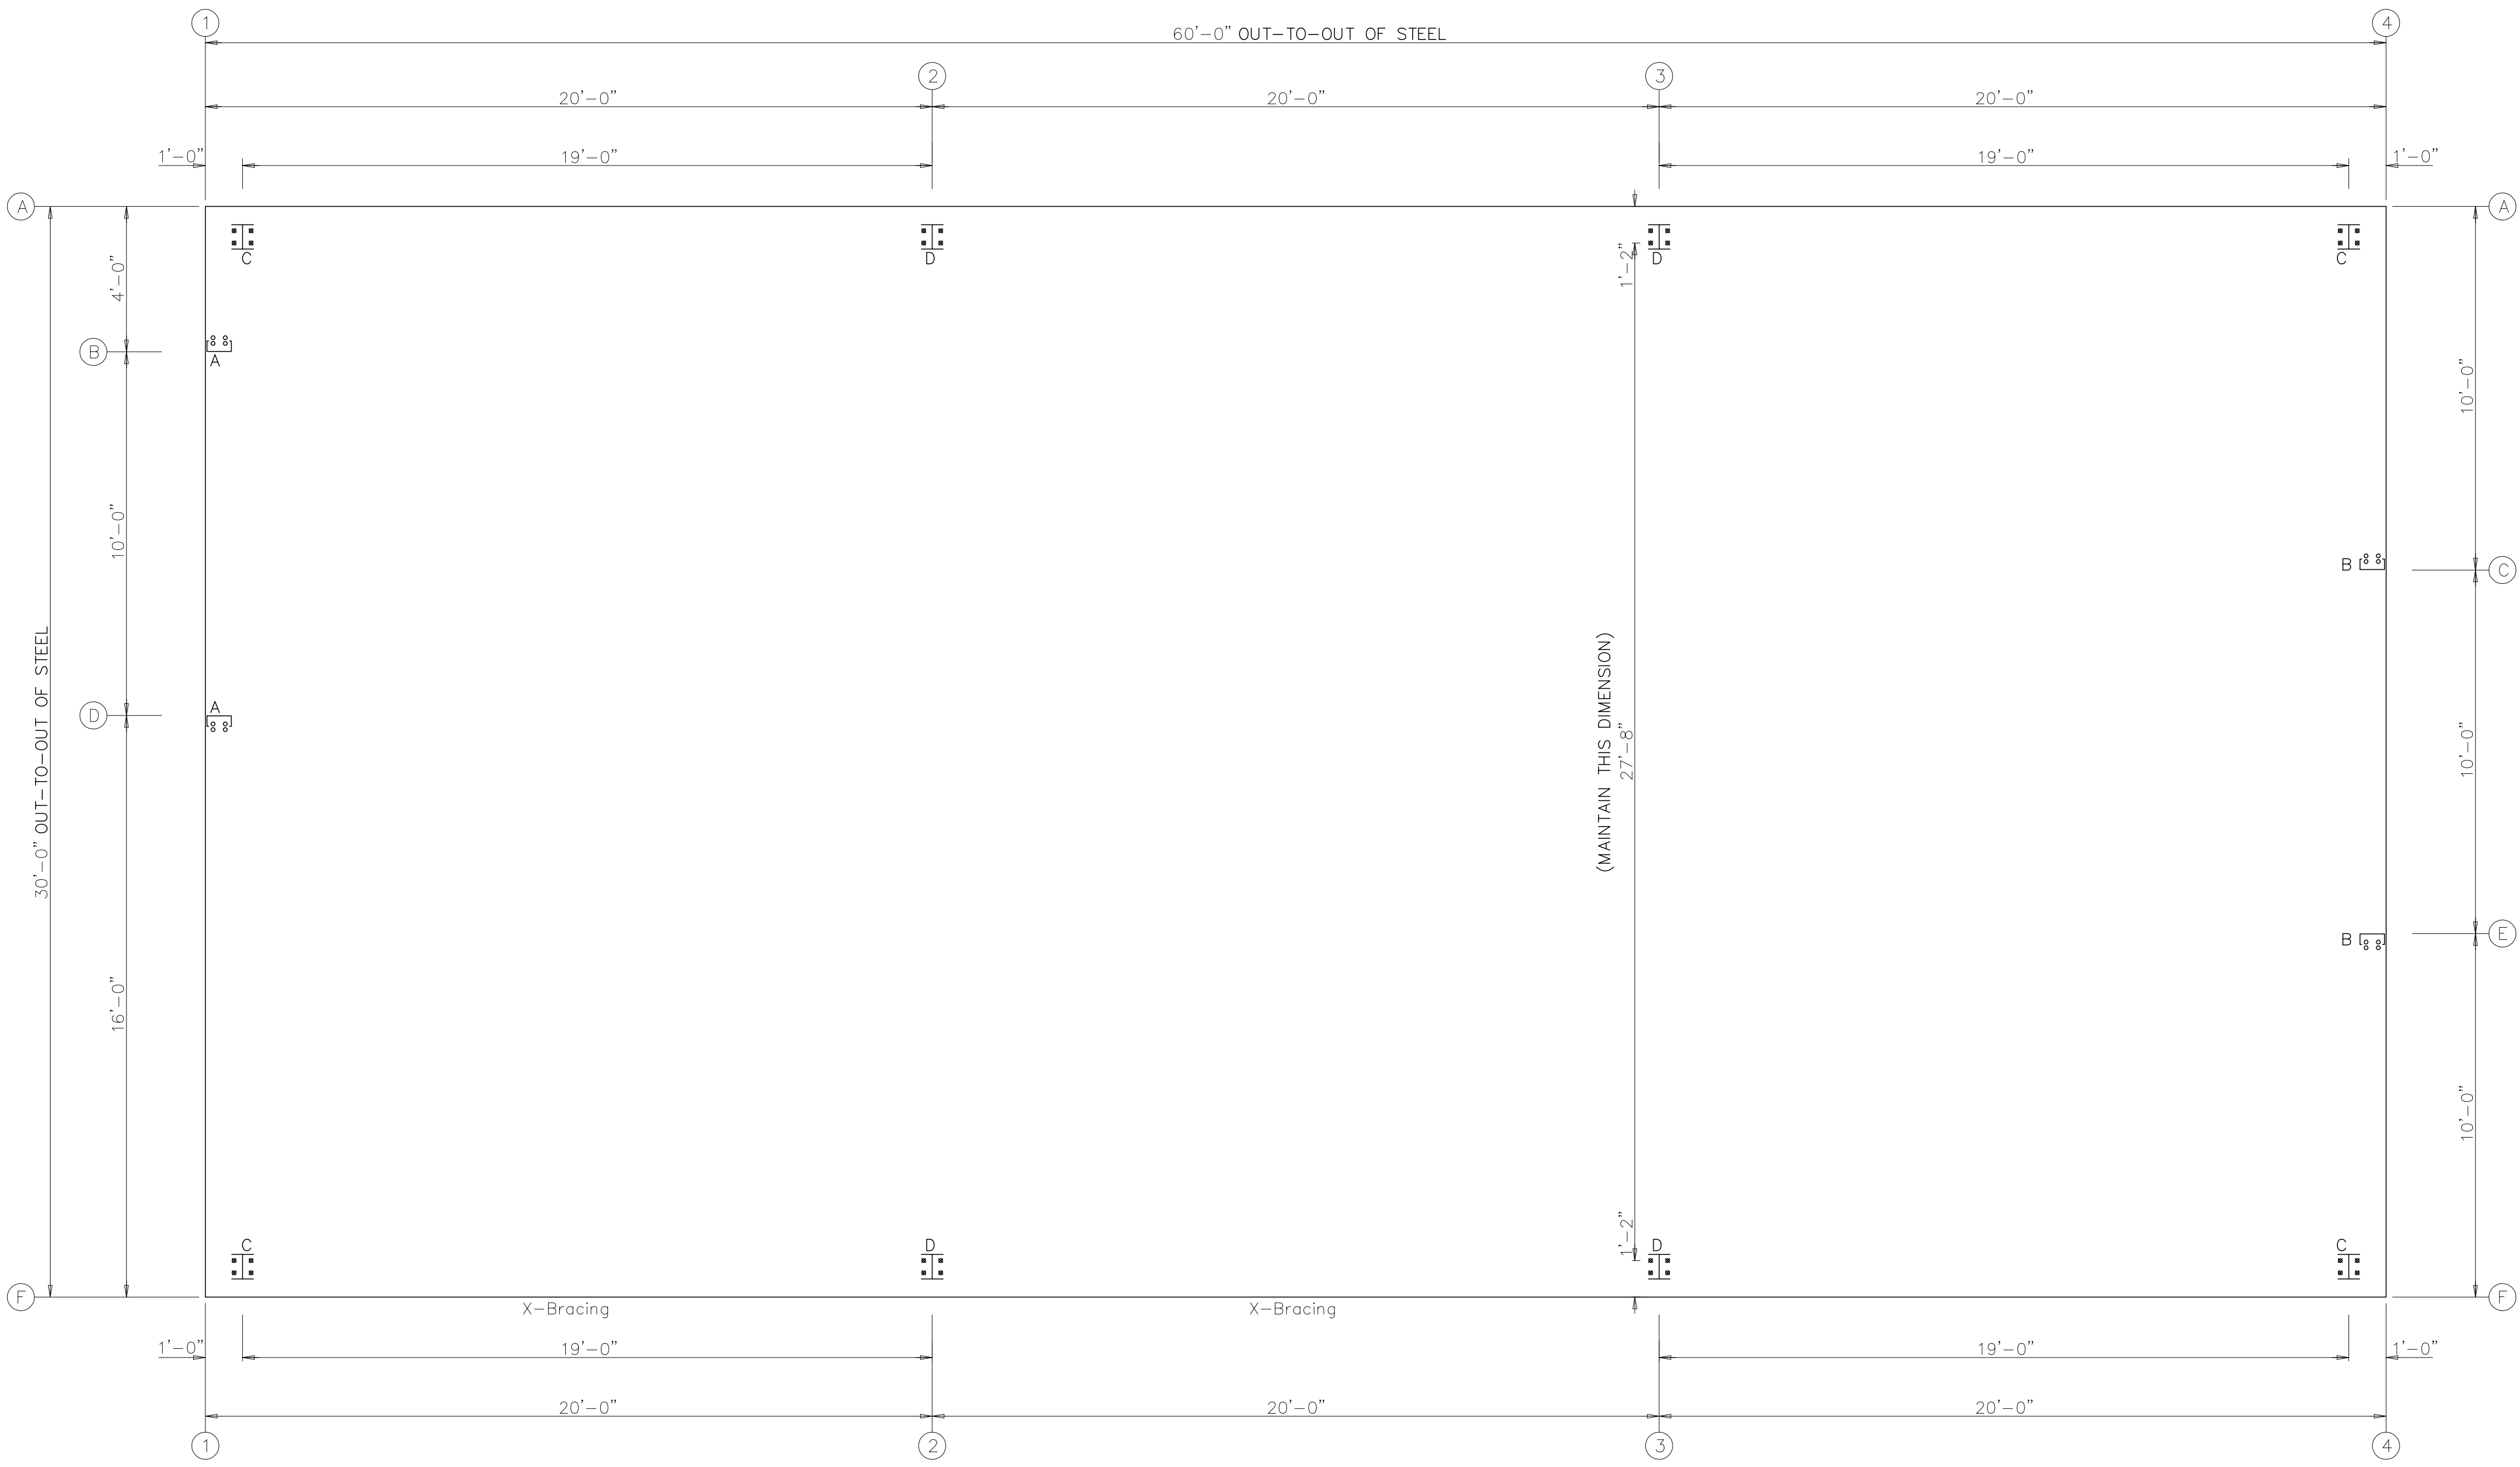 1
4
60'-0" OUT-TO-OUT OF STEEL
2
3
20'-0"
20'-0"
20'-0"
1'-0"
19'-0"
19'-0"
1'-0"
A
A
C
D
D
C
1'-2"
4'-0"
B
A
10'-0"
10'-0"
B
C
30'-0" OUT-TO-OUT OF STEEL
D
A
(MAINTAIN THIS DIMENSION)
27'-8"
10'-0"
B
E
16'-0"
10'-0"
1'-2"
C
D
D
C
F
F
X-Bracing
X-Bracing
1'-0"
19'-0"
19'-0"
1'-0"
20'-0"
20'-0"
20'-0"
1
2
3
4